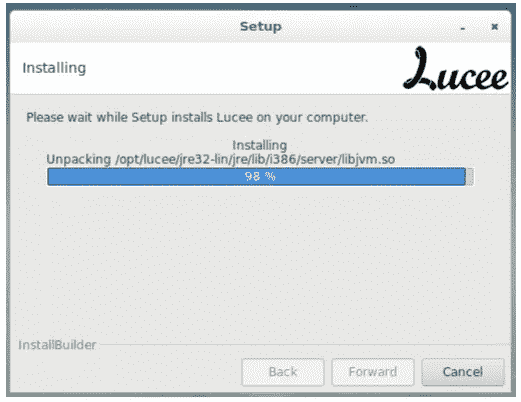 Setup
Installing
Lucee
Please wait while Setup installs Lucee on your computer.
Installing
Unpacking /opt/lucee/jre32-lin/jre/lib/i386/server/libjvm.so
98 %
InstallBuilder
Back
Forward
Cancel